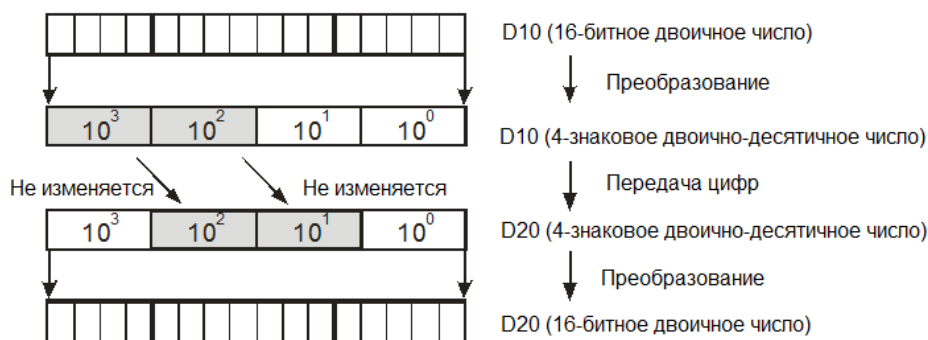 D10 (16-битное двоичное число)
Преобразование
10³ 10² 10¹ 10⁰
D10 (4-знаковое двоично-десятичное число)
Не изменяется Не изменяется
Передача цифр
10³ 10² 10¹ 10⁰
D20 (4-знаковое двоично-десятичное число)
Преобразование
D20 (16-битное двоичное число)